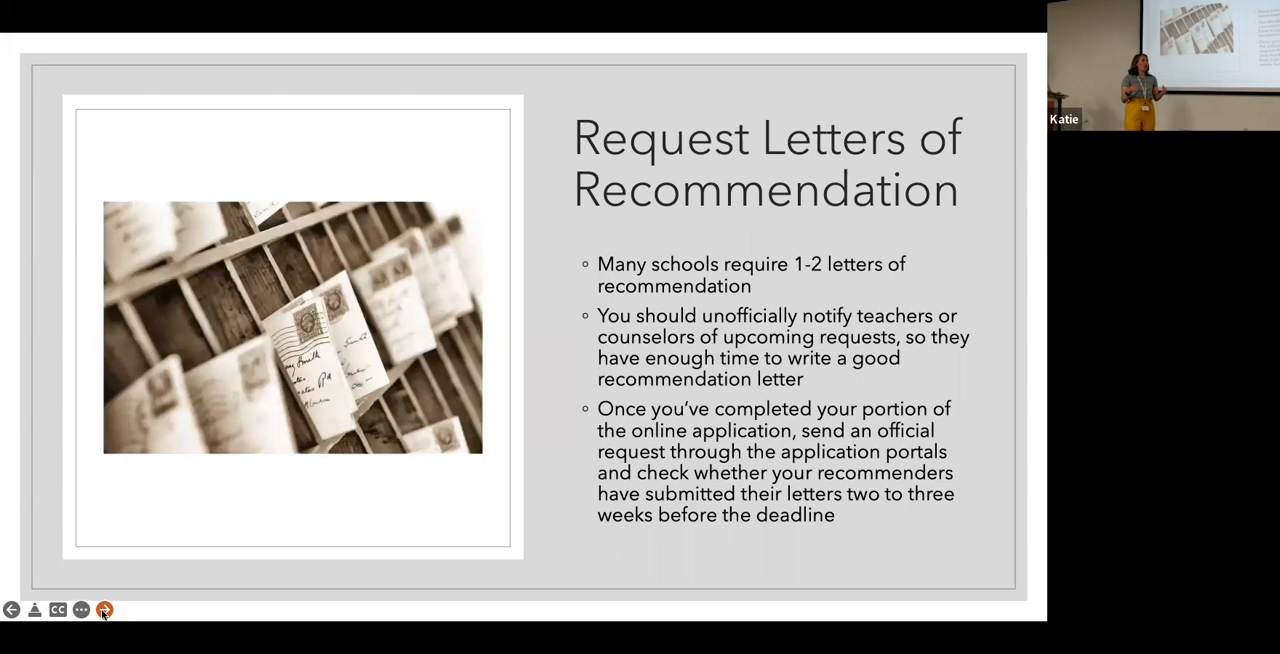 Request Letters of
Recommendation
Many schools require 1-2 letters of
recommendation
You should unofficially notify teachers or
counselors of upcoming requests, so they
have enough time to write a good
recommendation letter
Once you’ve completed your portion of
the online application, send an official
request through the application portals
and check whether your recommenders
have submitted their letters two to three
weeks before the deadline
Katie
CC